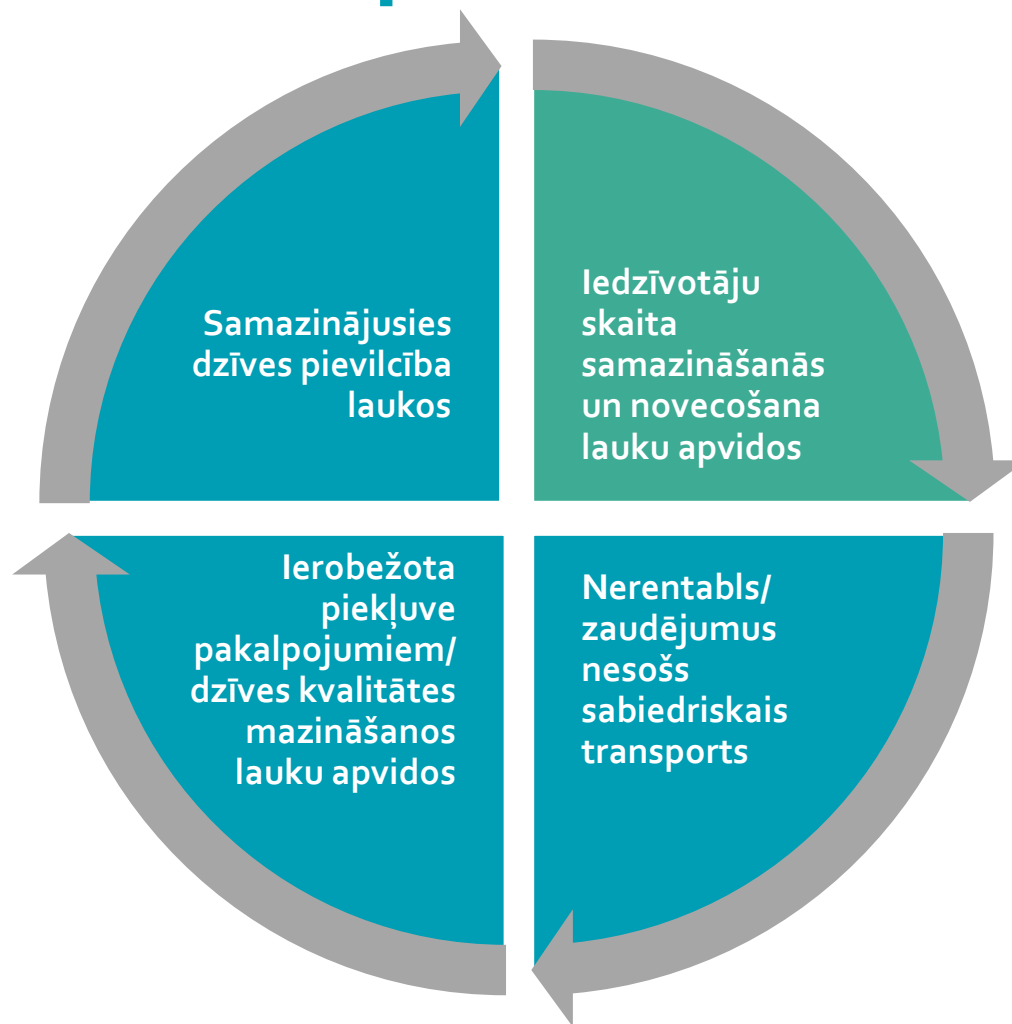 Samazinājusies
dzīves pievilcība
laukos
Iedzīvotāju
skaita
samazināšanās
un novecošana
lauku apvidos
Nerentabls/
zaudējumus
nesošs
sabiedriskais
transports
Ierobežota
piekļuve
pakalpojumiem/
dzīves kvalitātes
mazināšanos
lauku apvidos